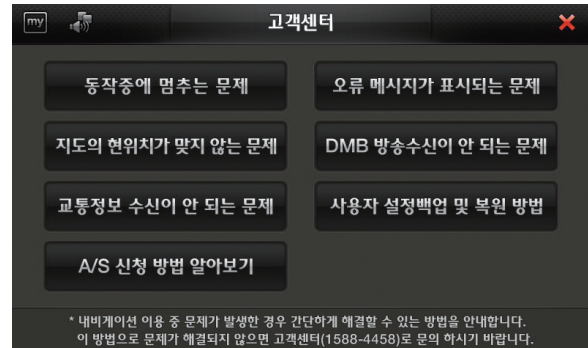 my
고객센터
동작중에 멈추는 문제
오류 메시지가 표시되는 문제
지도의 현위치가 맞지 않는 문제
DMB 방송수신이 안 되는 문제
교통정보 수신이 안 되는 문제
사용자 설정백업 및 복원 방법
A/S 신청 방법 알아보기
* 내비게이션 이용 중 문제가 발생한 경우 간단하게 해결할 수 있는 방법을 안내합니다.
이 방법으로 문제가 해결되지 않으면 고객센터(1588-4458)로 문의 하시기 바랍니다.